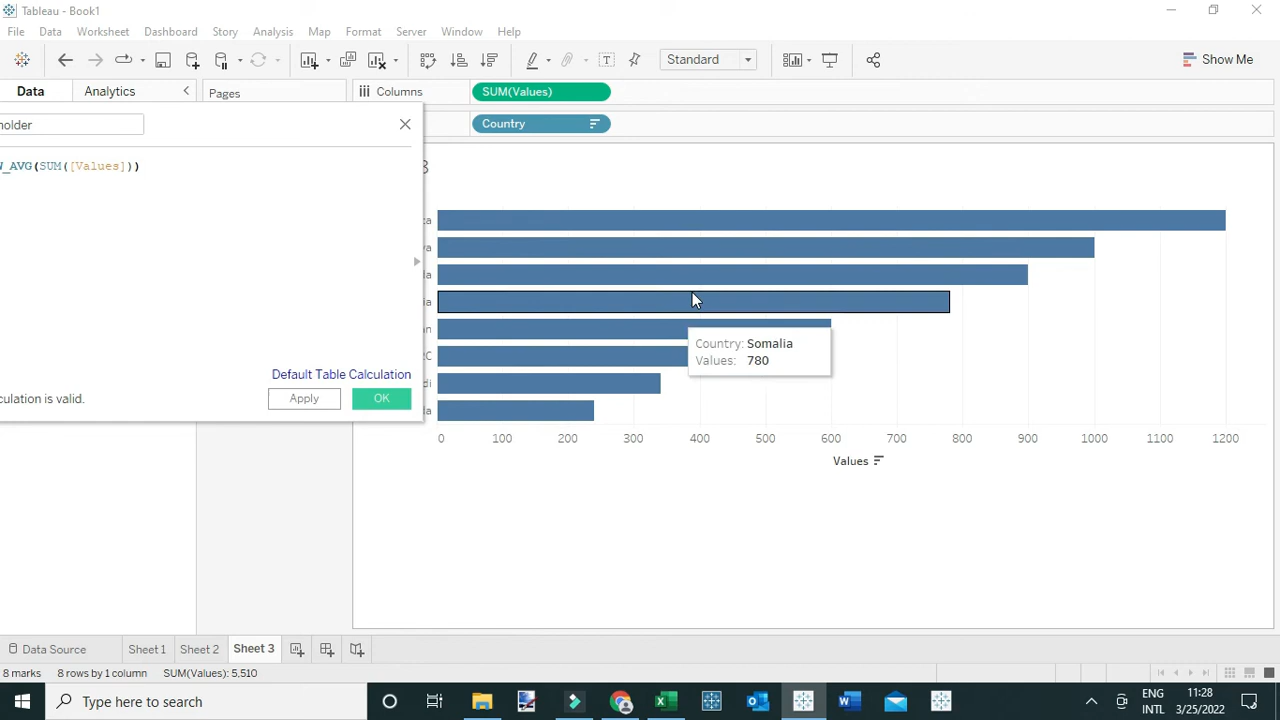 Tableau - Book1
File Data Worksheet Dashboard Story Analysis Map Format Server Window Help
Standard
Show Me
Data Analytics Pages
Columns SUM(Values)
Country
holder
_AVG(SUM([Values]))
Default Table Calculation
culation is valid.
Apply OK
Country: Somalia
Values: 780
0 100 200 300 400 500 600 700 800 900 1000 1100 1200
Values
Data Source Sheet 1 Sheet 2 Sheet 3
8 marks 8 rows by 1 column SUM(Values): 5,510
Type here to search
ENG
INTL
11:28
3/25/2022